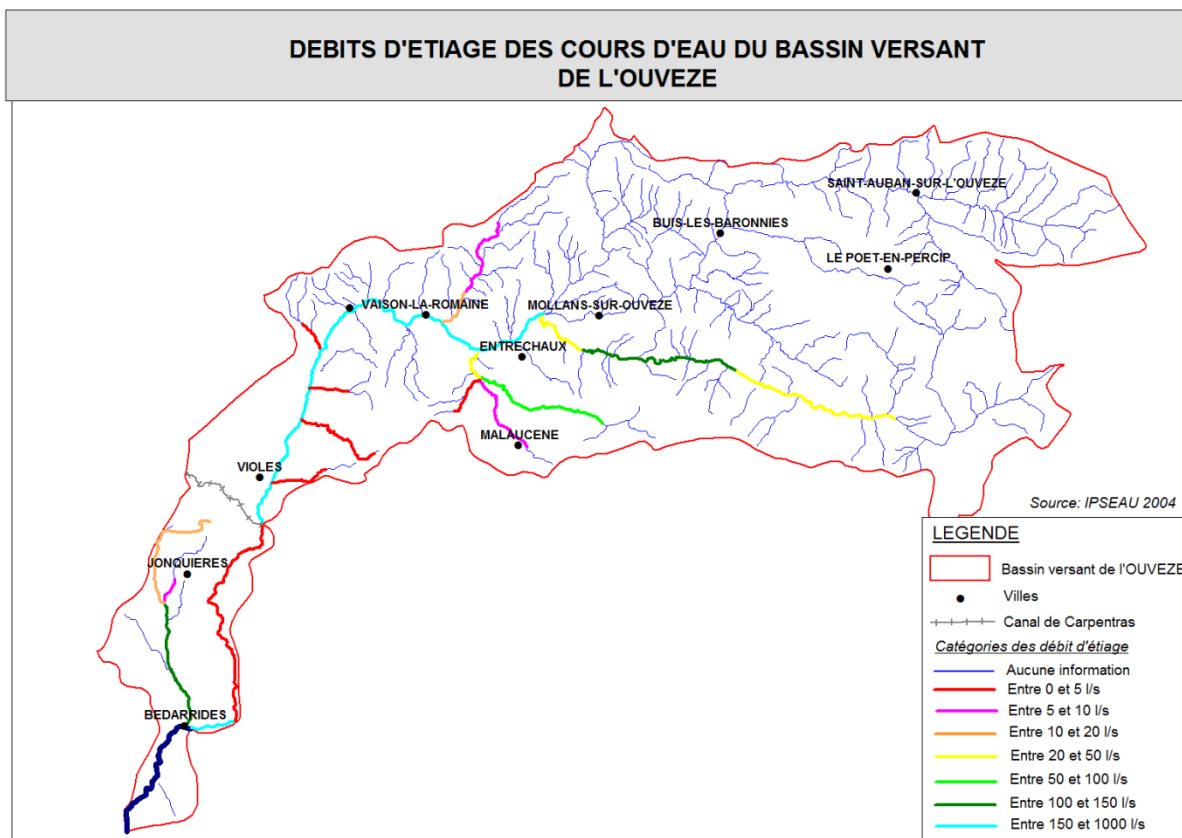 DEBITS D'ETIAGE DES COURS D'EAU DU BASSIN VERSANT
DE L'OUVEZE
SAINT-AUBAN-SUR-L'OUVEZE
BUIS-LES-BARONNIES
LE POET-EN-PERCIP
VAISON-LA-ROMAINE
MOLLANS-SUR-OUVEZE
ENTRECHAUX
MALAUCENE
VIOLES
JONQUIERES
BEDARRIDES
Source: IPSEAU 2004
LEGENDE
Bassin versant de l'OUVEZE
Villes
Canal de Carpentras
Catégories des débit d'étiage
Aucune information
Entre 0 et 5 l/s
Entre 5 et 10 l/s
Entre 10 et 20 l/s
Entre 20 et 50 l/s
Entre 50 et 100 l/s
Entre 100 et 150 l/s
Entre 150 et 1000 l/s